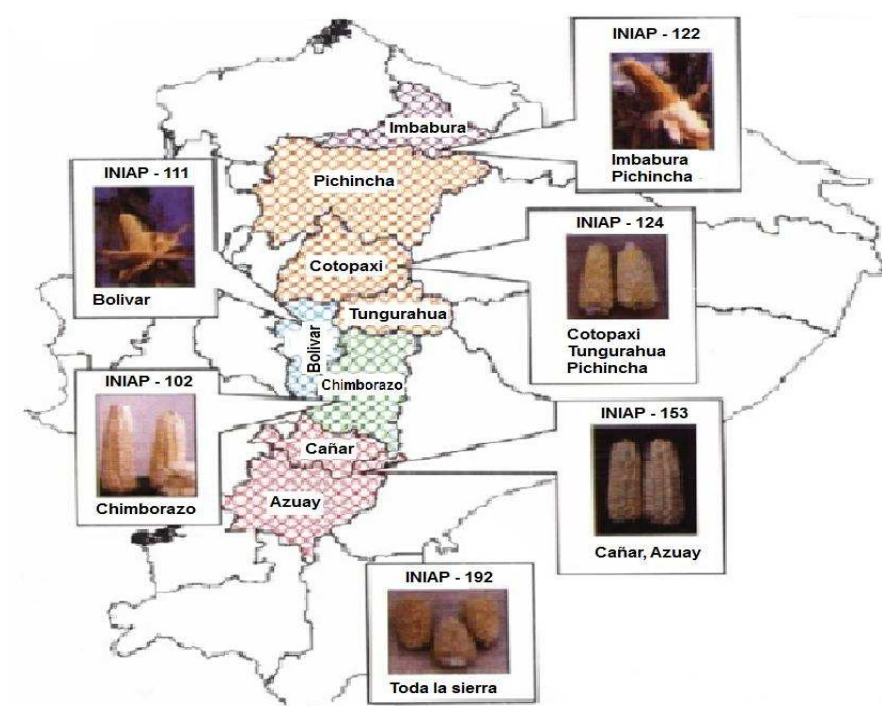 INIAP - 122
Imbabura
Pichincha
Imbabura
Pichincha
INIAP - 111
Bolivar
INIAP - 124
Cotopaxi
Tungurahua
Pichincha
Cotopaxi
Tungurahua
Bolivar
Chimborazo
INIAP - 102
Chimborazo
INIAP - 153
Cañar, Azuay
Cañar
Azuay
INIAP - 192
Toda la sierra